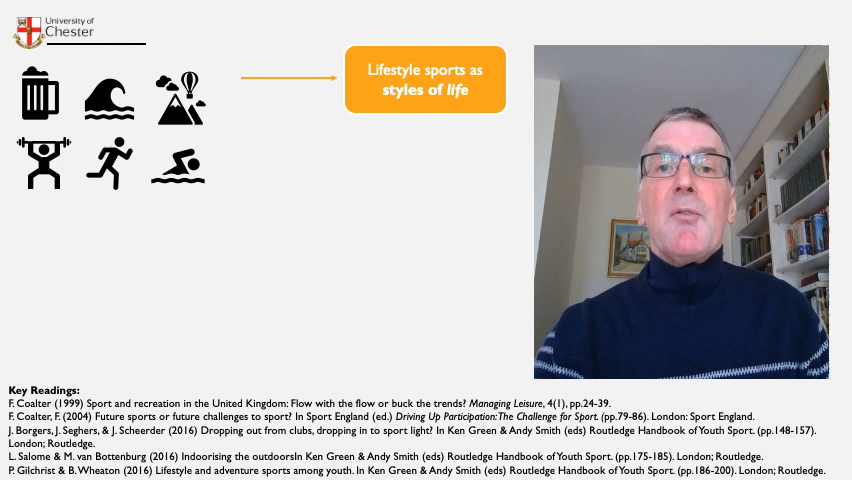 University of
Chester
Lifestyle sports as
styles of life
Key Readings:
F. Coalter (1999) Sport and recreation in the United Kingdom: Flow with the flow or buck the trends? Managing Leisure, 4(1), pp.24-39.
F. Coalter, F. (2004) Future sports or future challenges to sport? In Sport England (ed.) Driving Up Participation: The Challenge for Sport. (pp.79-86). London: Sport England.
J. Borgers, J. Seghers, & J. Scheerder (2016) Dropping out from clubs, dropping in to sport light? In Ken Green & Andy Smith (eds) Routledge Handbook of Youth Sport. (pp.148-157).
London; Routledge.
L. Salome & M. van Bottenburg (2016) Indoorising the outdoorsIn Ken Green & Andy Smith (eds) Routledge Handbook of Youth Sport. (pp.175-185). London; Routledge.
P. Gilchrist & B. Wheaton (2016) Lifestyle and adventure sports among youth. In Ken Green & Andy Smith (eds) Routledge Handbook of Youth Sport. (pp.186-200). London; Routledge.